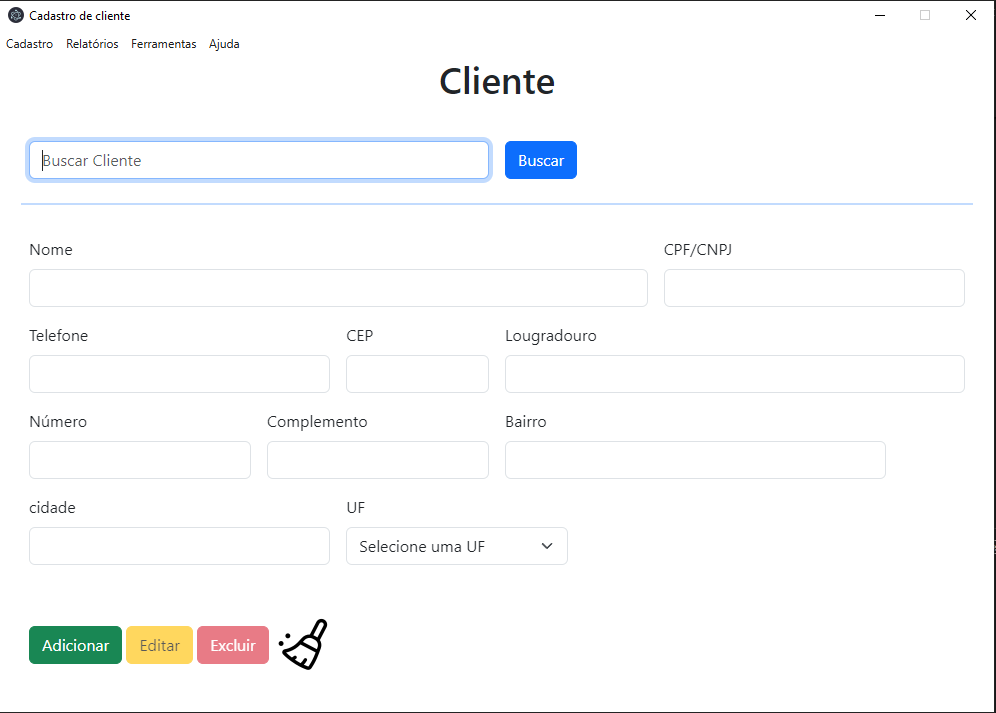 Cadastro de cliente
Cadastro Relatórios Ferramentas Ajuda
Cliente
Buscar Cliente Buscar
Nome CPF/CNPJ
Telefone CEP Lougradouro
Número Complemento Bairro
cidade UF
Selecione uma UF
Adicionar Editar Excluir